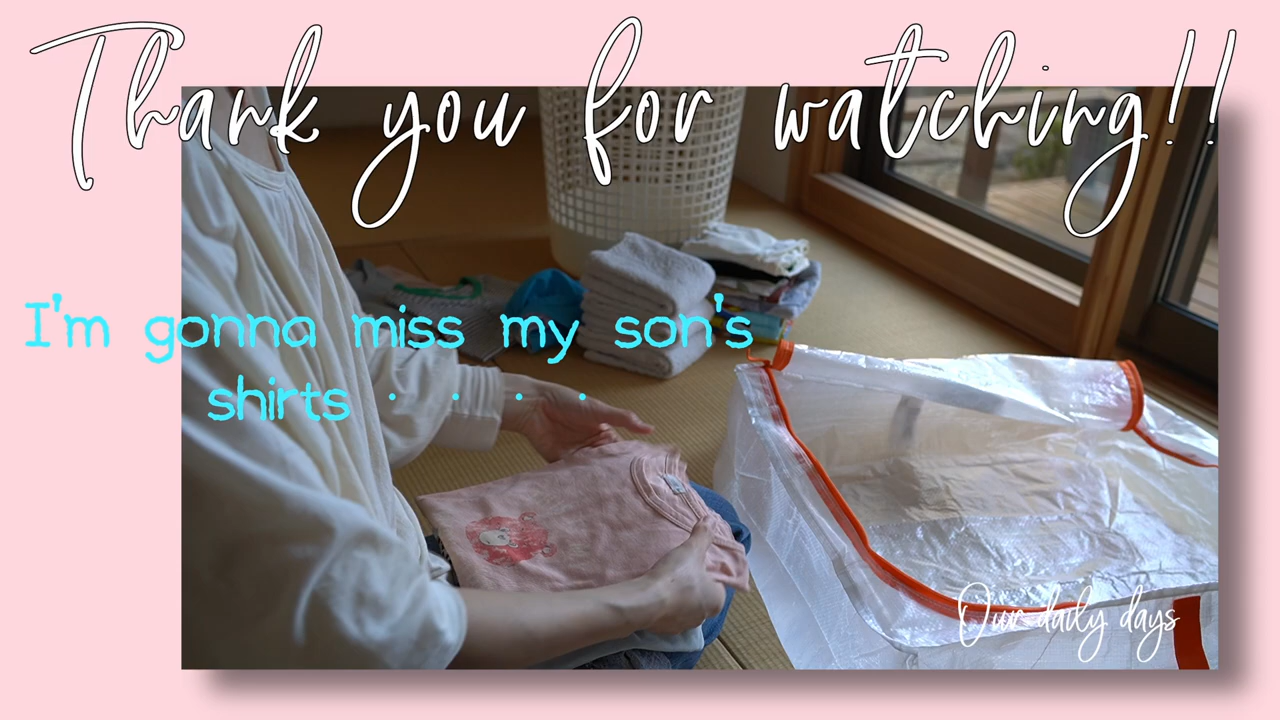 Thank you for watching!!
I'm gonna miss my son's
shirts・・・・
Our daily days